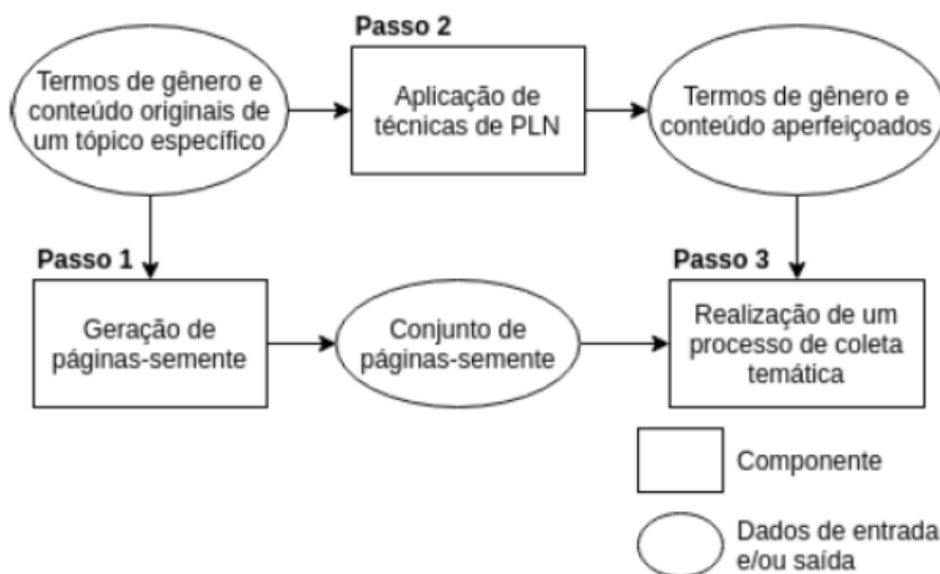 Passo 2
Termos de gênero e
conteúdo originais de
um tópico específico
Aplicação de
técnicas de PLN
Termos de gênero e
conteúdo aperfeiçoados
Passo 1
Geração de
páginas-semente
Conjunto de
páginas-semente
Passo 3
Realização de um
processo de coleta
temática
Componente
Dados de entrada
e/ou saída